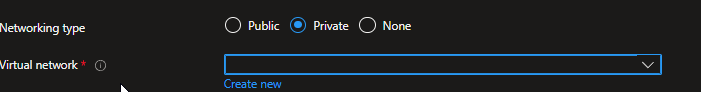 Networking type
Public
Private
None
Virtual network *
Create new